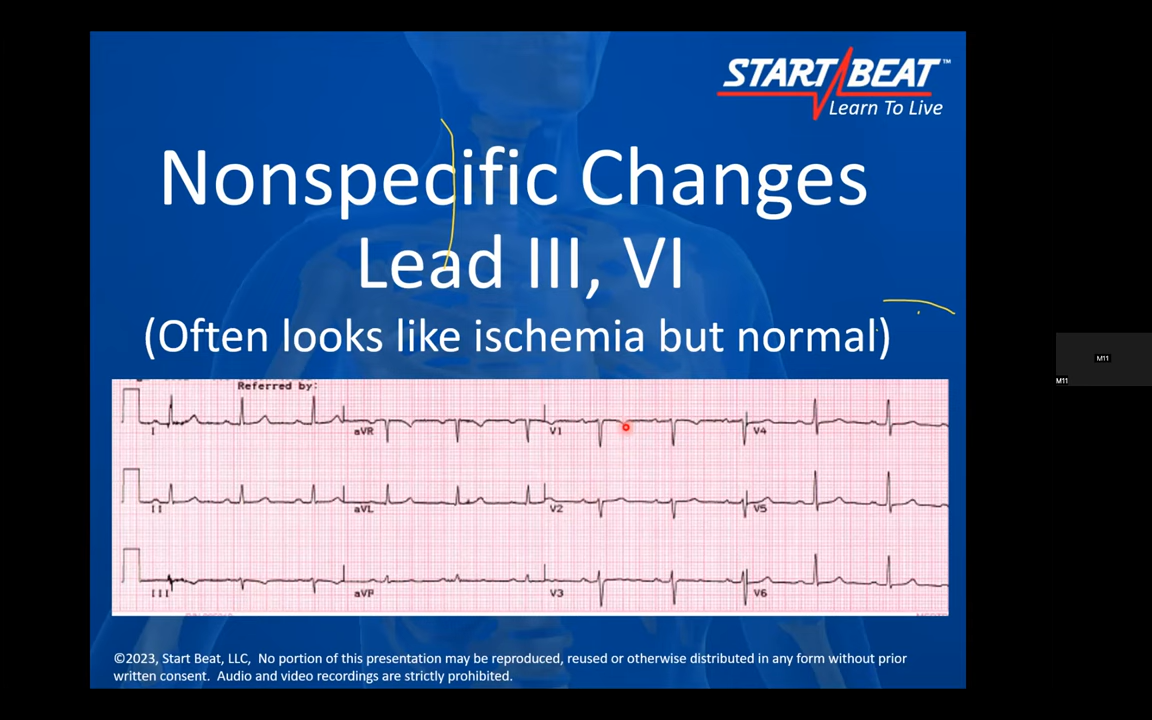 START BEAT™
Learn To Live
Nonspecific Changes
Lead III, VI
(Often looks like ischemia but normal)
Referred by:
I
aVR
V1
V4
II
aVL
V2
V5
III
aVF
V3
V6
M11
M11
©2023, Start Beat, LLC, No portion of this presentation may be reproduced, reused or otherwise distributed in any form without prior
written consent. Audio and video recordings are strictly prohibited.